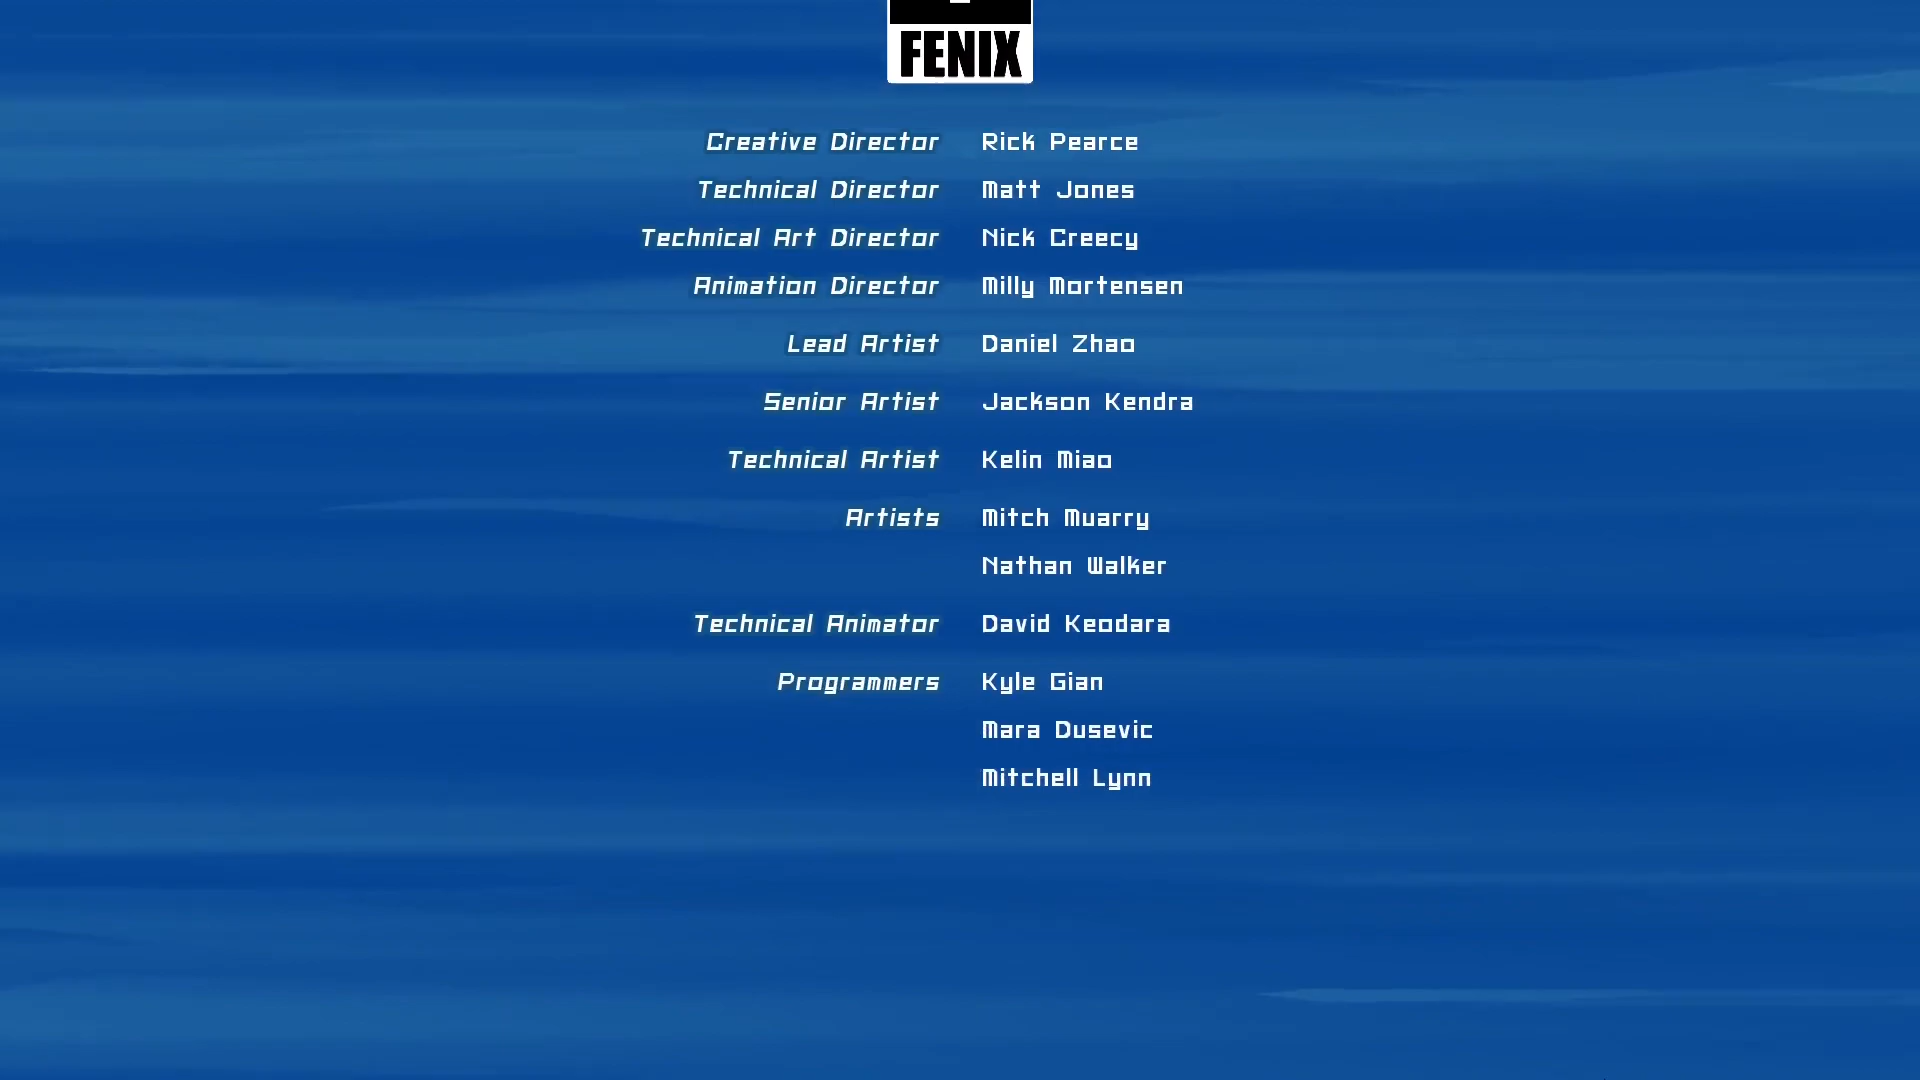 FENIX
Creative Director Rick Pearce
Technical Director Matt Jones
Technical Art Director Nick Creecy
Animation Director Milly Mortensen
Lead Artist Daniel Zhao
Senior Artist Jackson Kendra
Technical Artist Kelin Miao
Artists Mitch Muarry
Nathan Walker
Technical Animator David Keodara
Programmers Kyle Gian
Mara Dusevic
Mitchell Lynn